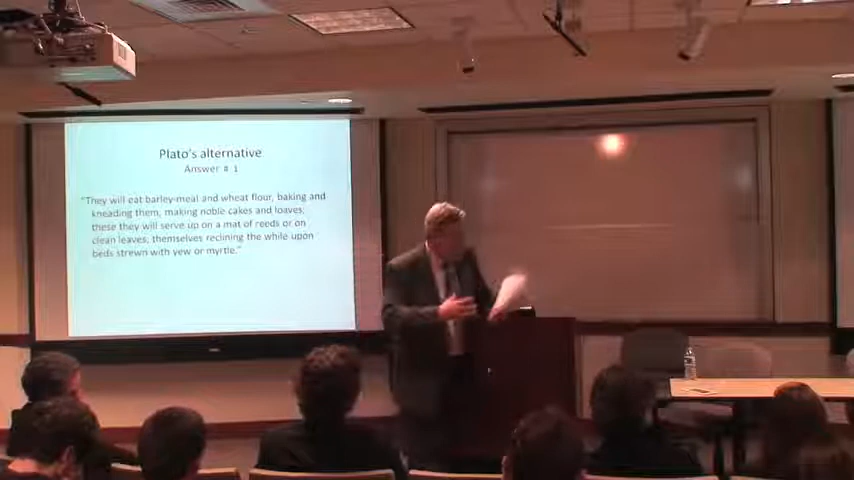 Plato's alternative
Answer # 1
"They will eat barley-meal and wheat flour, baking and
kneading them, making noble cakes and loaves;
these they will serve up on a mat of reeds or on
clean leaves, themselves reclining the while upon
beds strewn with yew or myrtle."